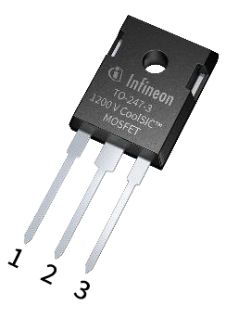 Infineon
TO-247-3
1200 V CoolSiC™
MOSFET
1
2
3